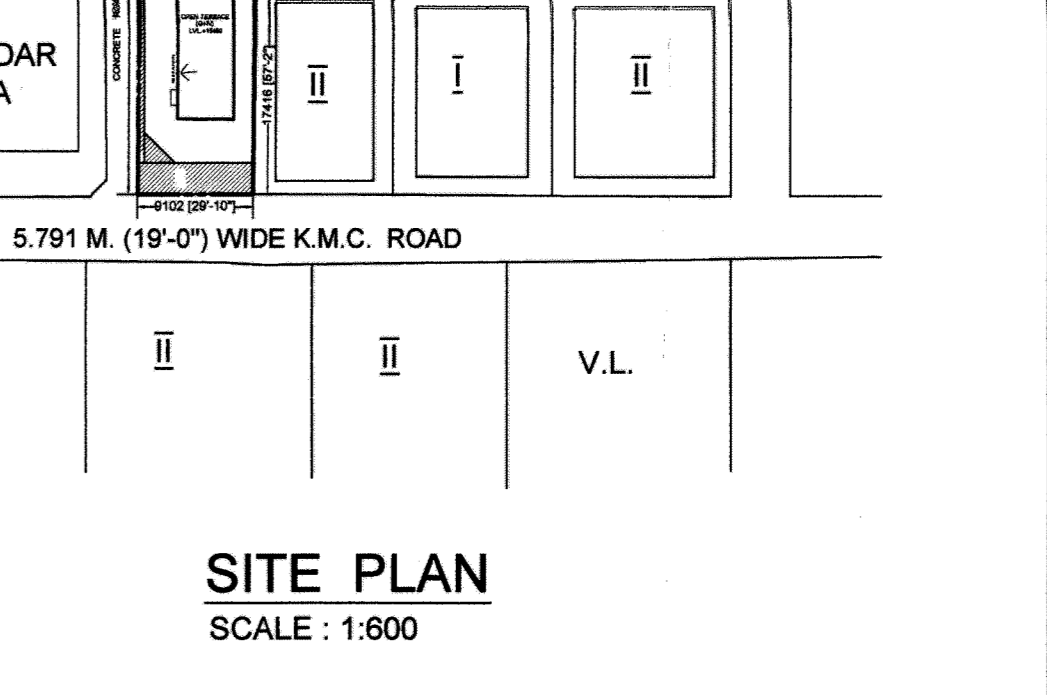 DAR
A
CONCRETE
OPEN TERRACE
17416 [57'-2"]
II
I
II
9102 [29'-10"]
5.791 M. (19'-0") WIDE K.M.C. ROAD
II
II
V.L.
SITE PLAN
SCALE : 1:600